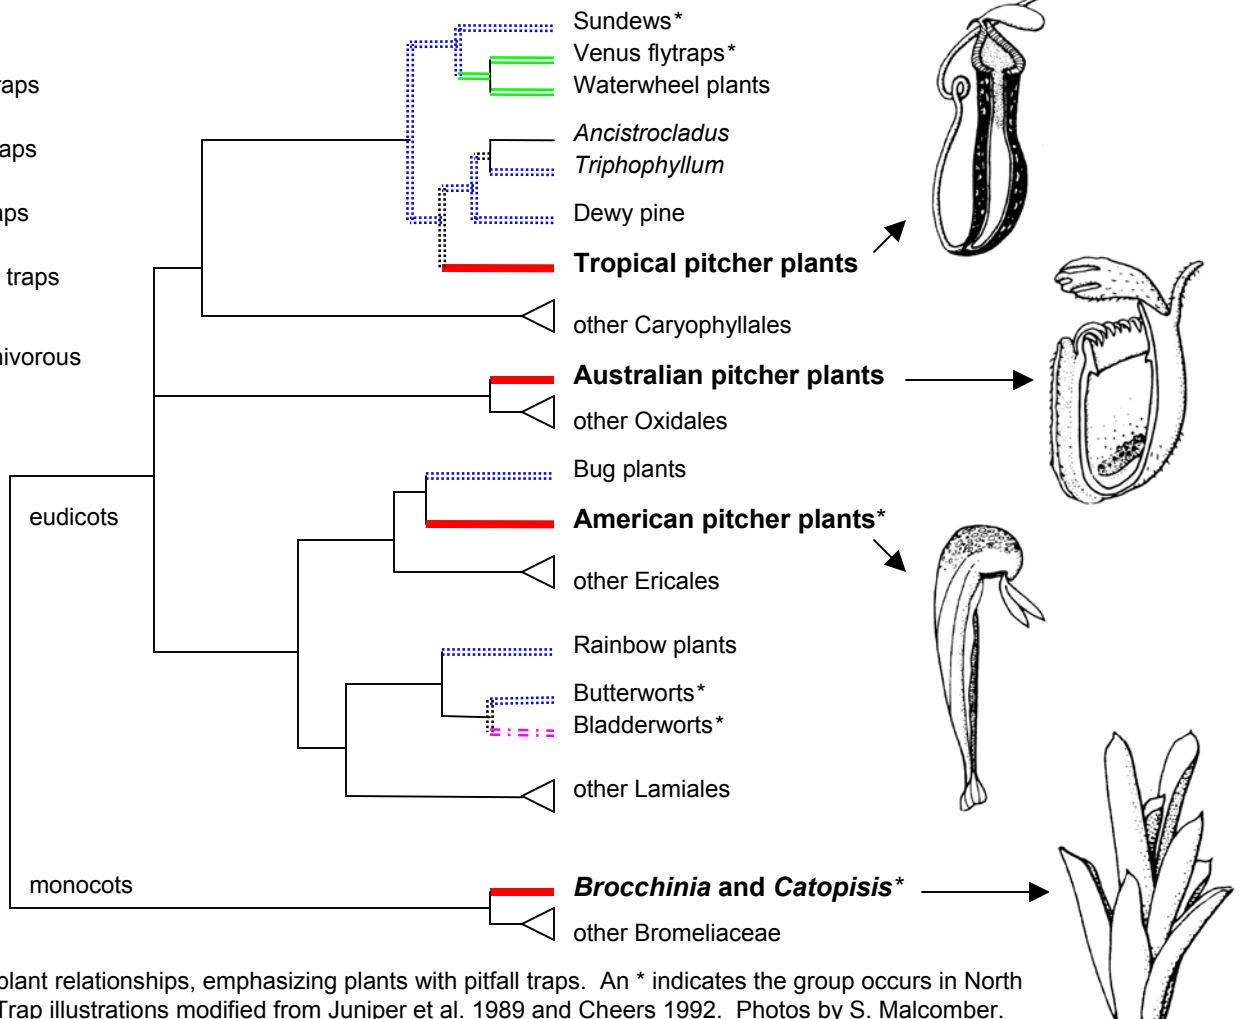 Sundews*
Venus flytraps*
raps
Waterwheel plants
Ancistrocladus
aps
Triphophyllum
aps
Dewy pine
Tropical pitcher plants
traps
other Caryophyllales
nivorous
Australian pitcher plants
other Oxidales
Bug plants
eudicots
American pitcher plants*
other Ericales
Rainbow plants
Butterworts*
Bladderworts*
other Lamiales
monocots
Brocchinia and Catopisis*
other Bromeliaceae
plant relationships, emphasizing plants with pitfall traps. An * indicates the group occurs in North
Trap illustrations modified from Juniper et al. 1989 and Cheers 1992. Photos by S. Malcomber.